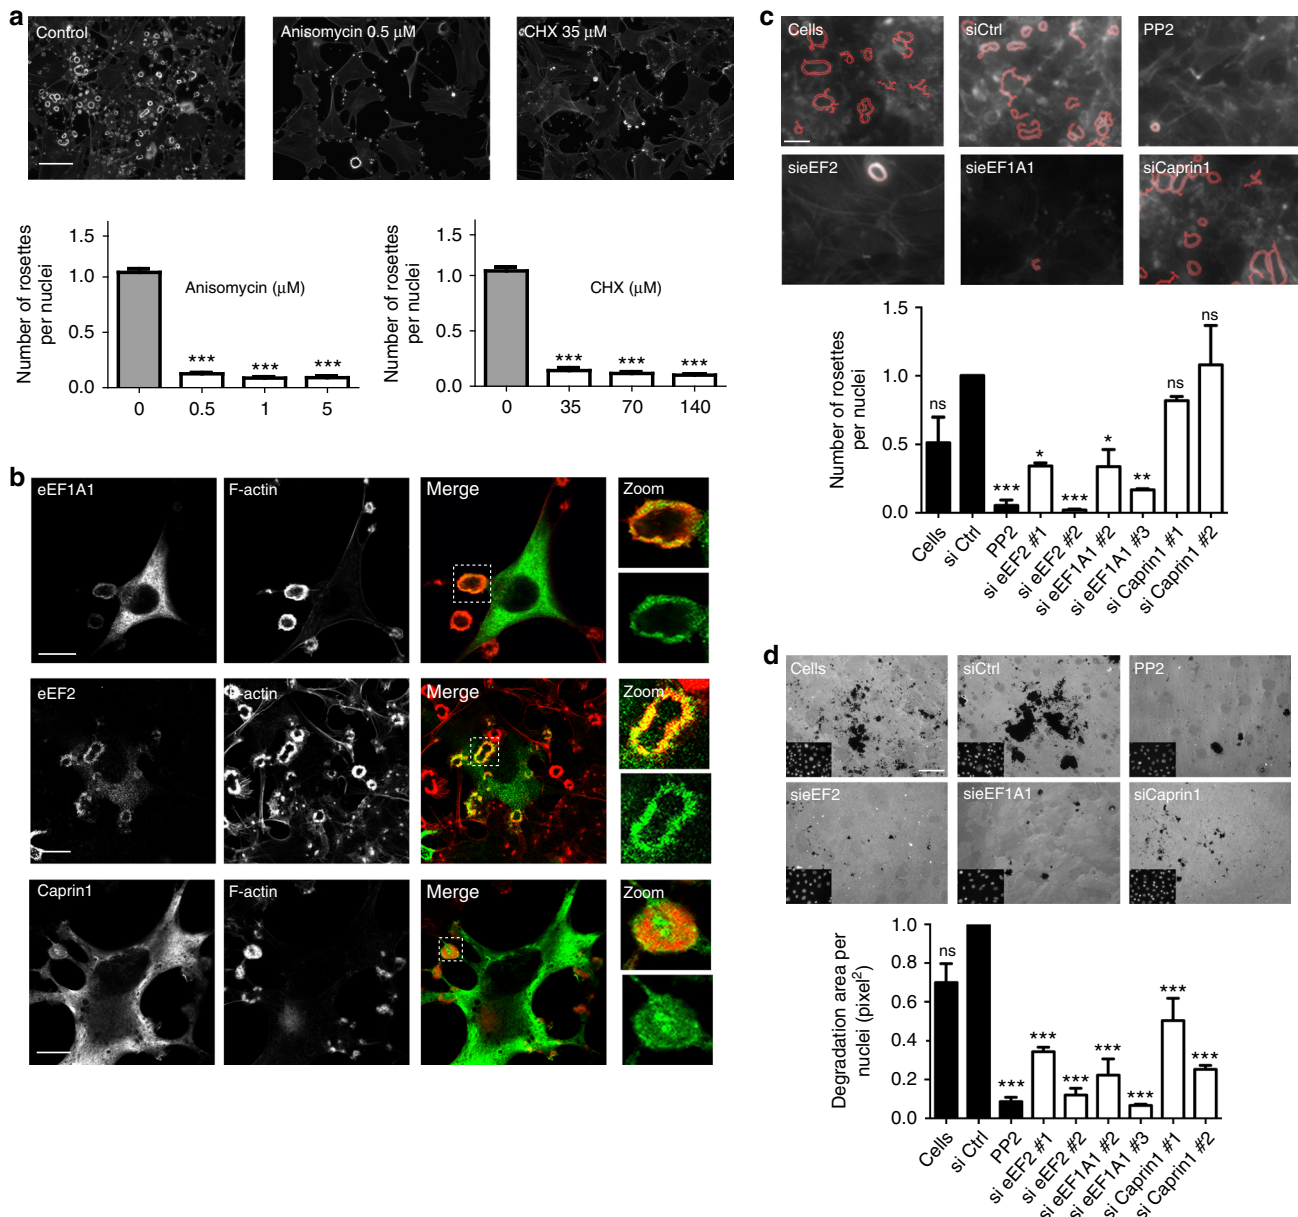 a
Control
Anisomycin 0.5 µM
CHX 35 µM
Number of rosettes
per nuclei
1.5
1.0
0.5
0.0
Anisomycin (µM)
***
***
***
0
0.5
1
5
Number of rosettes
per nuclei
1.5
1.0
0.5
0.0
CHX (µM)
***
***
***
0
35
70
140
b
eEF1A1
F-actin
Merge
Zoom
eEF2
F-actin
Merge
Zoom
Caprin1
F-actin
Merge
Zoom
c
Cells
siCtrl
PP2
sieEF2
sieEF1A1
siCaprin1
Number of rosettes
per nuclei
1.5
1.0
0.5
0.0
ns
***
*
***
*
**
ns
ns
Cells
si Ctrl
PP2
si eEF2 #1
si eEF2 #2
si eEF1A1 #2
si eEF1A1 #3
si Caprin1 #1
si Caprin1 #2
d
Cells
siCtrl
PP2
sieEF2
sieEF1A1
siCaprin1
Degradation area per
nuclei (pixel²)
1.0
0.8
0.6
0.4
0.2
0.0
ns
***
***
***
***
***
***
***
Cells
si Ctrl
PP2
si eEF2 #1
si eEF2 #2
si eEF1A1 #2
si eEF1A1 #3
si Caprin1 #1
si Caprin1 #2